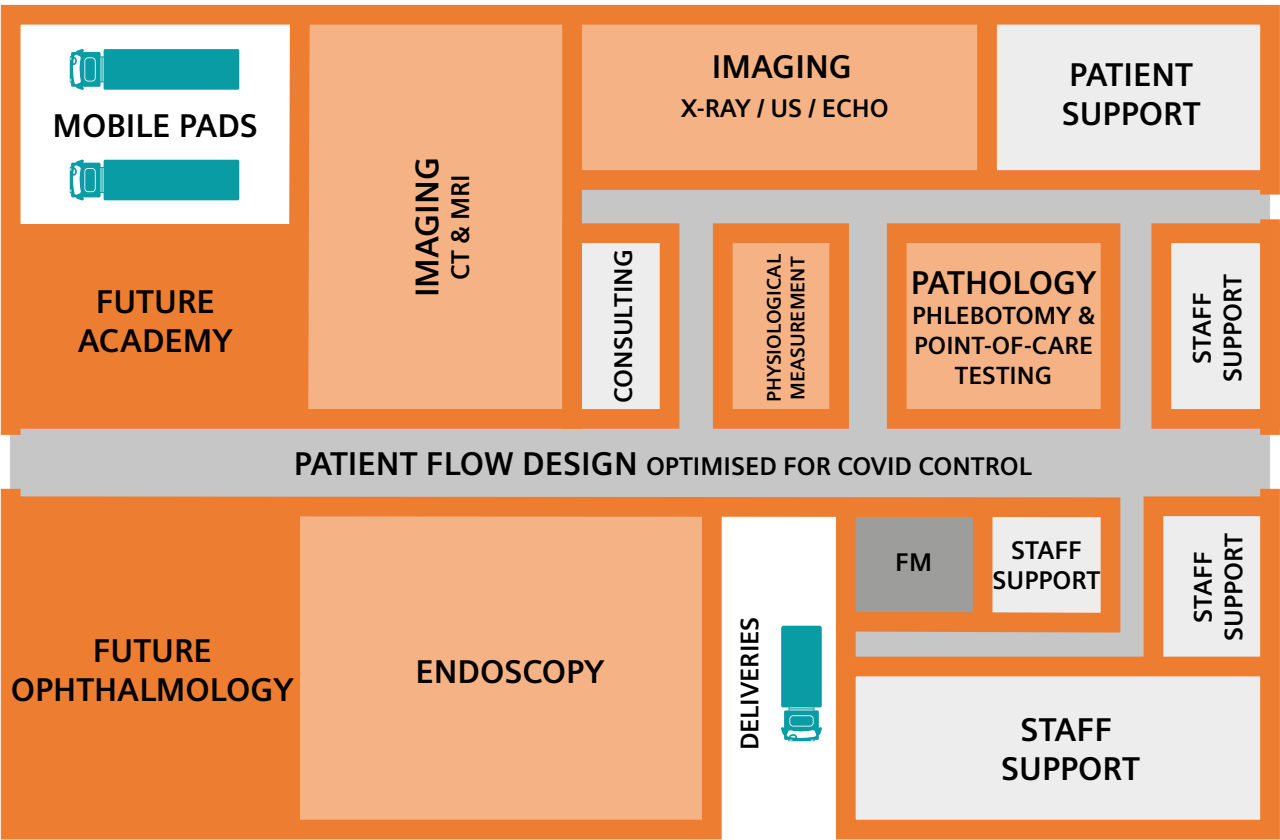 MOBILE PADS
IMAGING
CT & MRI
IMAGING
X-RAY / US / ECHO
PATIENT
SUPPORT
FUTURE
ACADEMY
CONSULTING
PHYSIOLOGICAL
MEASUREMENT
PATHOLOGY
PHLEBOTOMY &
POINT-OF-CARE
TESTING
STAFF
SUPPORT
PATIENT FLOW DESIGN OPTIMISED FOR COVID CONTROL
FUTURE
OPHTHALMOLOGY
ENDOSCOPY
DELIVERIES
FM
STAFF
SUPPORT
STAFF
SUPPORT
STAFF
SUPPORT